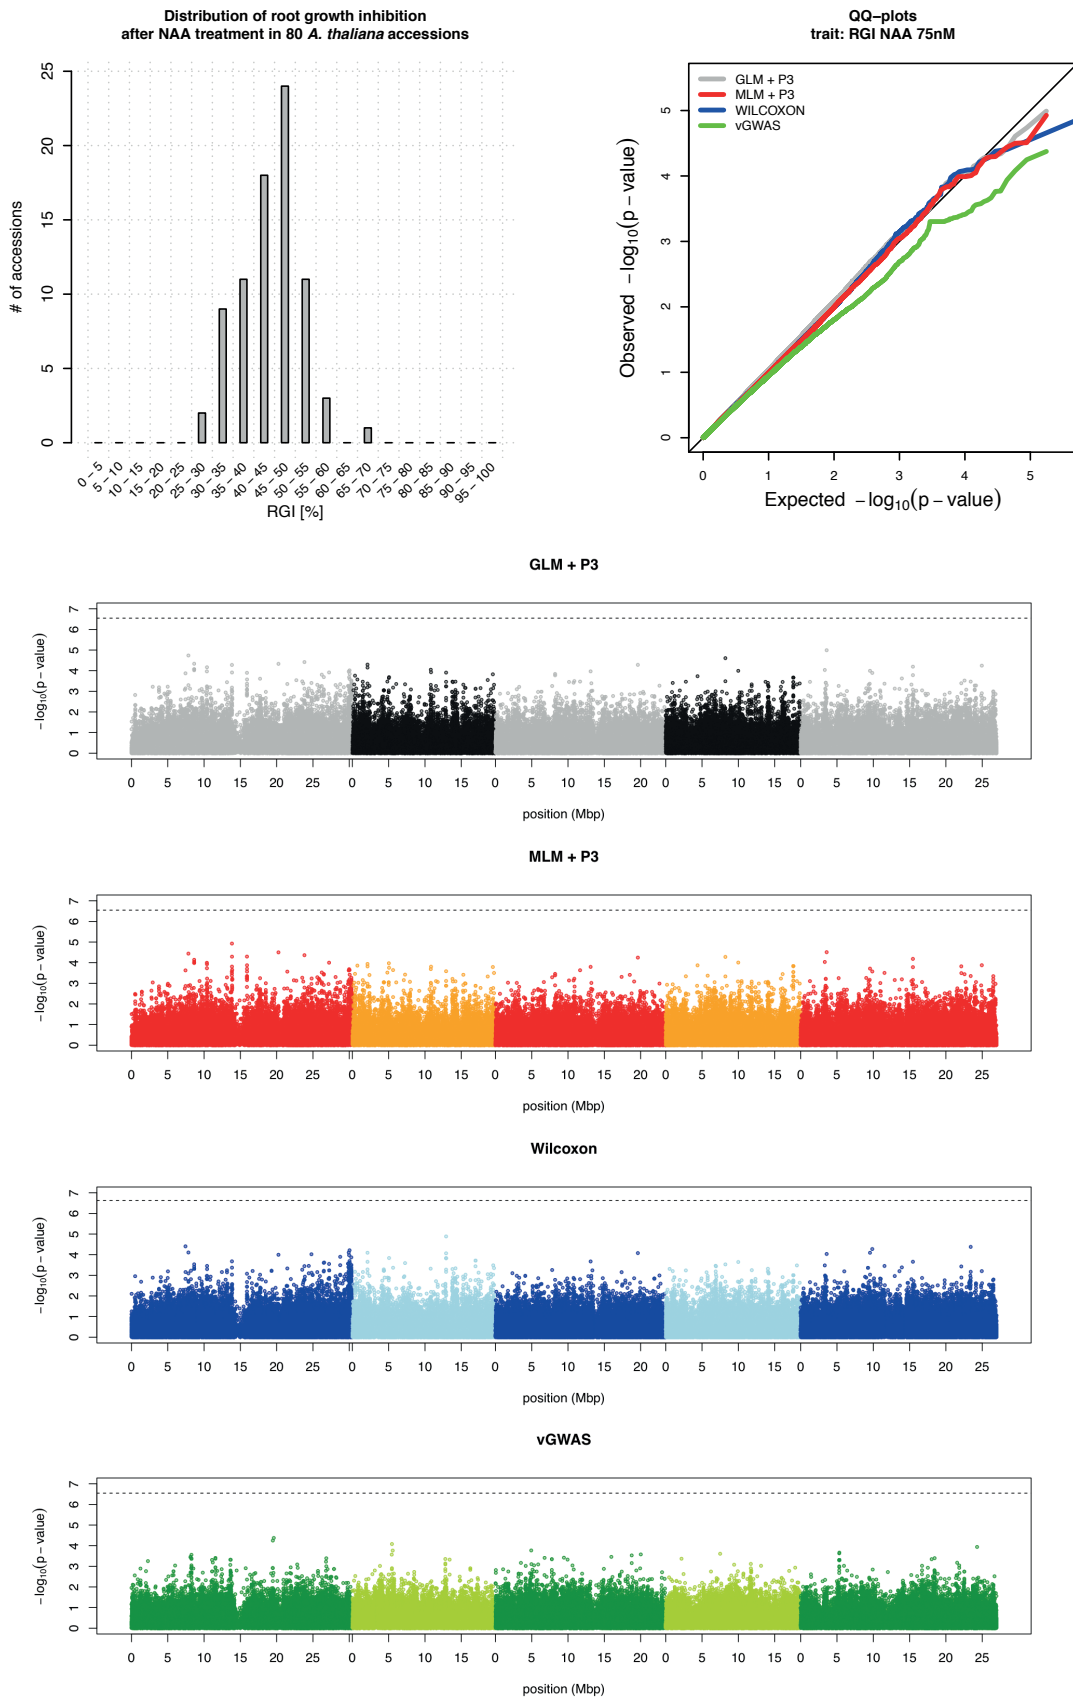 Distribution of root growth inhibition
after NAA treatment in 80 A. thaliana accessions
# of accessions
25
20
15
10
5
0
0 – 5
5 – 10
10 – 15
15 – 20
20 – 25
25 – 30
30 – 35
35 – 40
40 – 45
45 – 50
50 – 55
55 – 60
60 – 65
65 – 70
70 – 75
75 – 80
80 – 85
85 – 90
90 – 95
95 – 100
RGI [%]
QQ–plots
trait: RGI NAA 75nM
GLM + P3
MLM + P3
WILCOXON
vGWAS
Observed −log10(p − value)
5
4
3
2
1
0
0 1 2 3 4 5
Expected −log10(p − value)
GLM + P3
−log10(p − value)
7
6
5
4
3
2
1
0
0 5 10 15 20 25 0 5 10 15 0 5 10 15 20 0 5 10 15 0 5 10 15 20 25
position (Mbp)
MLM + P3
−log10(p − value)
7
6
5
4
3
2
1
0
0 5 10 15 20 25 0 5 10 15 0 5 10 15 20 0 5 10 15 0 5 10 15 20 25
position (Mbp)
Wilcoxon
−log10(p − value)
7
6
5
4
3
2
1
0
0 5 10 15 20 25 0 5 10 15 0 5 10 15 20 0 5 10 15 0 5 10 15 20 25
position (Mbp)
vGWAS
−log10(p − value)
7
6
5
4
3
2
1
0
0 5 10 15 20 25 0 5 10 15 0 5 10 15 20 0 5 10 15 0 5 10 15 20 25
position (Mbp)